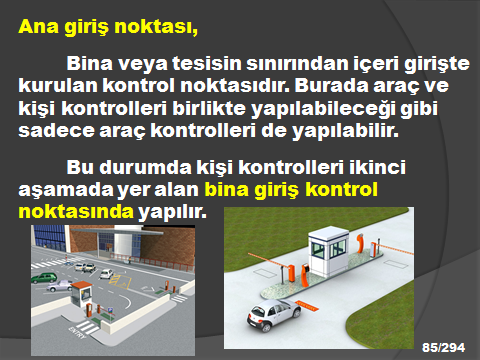 Ana giriş noktası,
Bina veya tesisin sınırından içeri girişte
kurulan kontrol noktasıdır. Burada araç ve
kişi kontrolleri birlikte yapılabileceği gibi
sadece araç kontrolleri de yapılabilir.
Bu durumda kişi kontrolleri ikinci
aşamada yer alan bina giriş kontrol
noktasında yapılır.
ENTRY
85/294